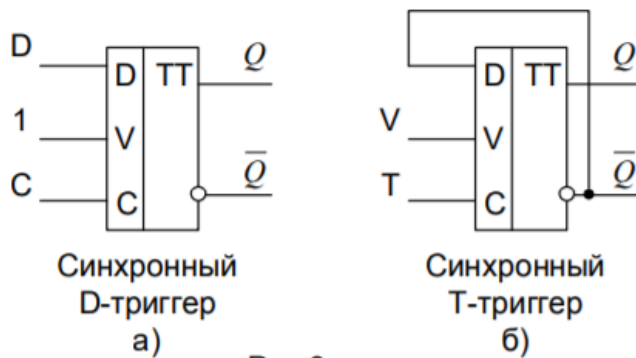 D
D TT
Q
1
V
Q
C
C
Синхронный
D-триггер
а)
D TT
Q
V
V
Q
T
C
Синхронный
Т-триггер
б)